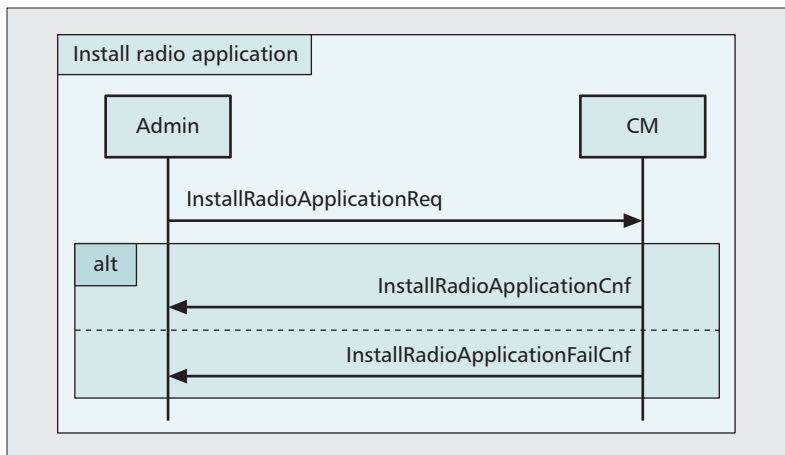 Install radio application
Admin
CM
InstallRadioApplicationReq
alt
InstallRadioApplicationCnf
InstallRadioApplicationFailCnf